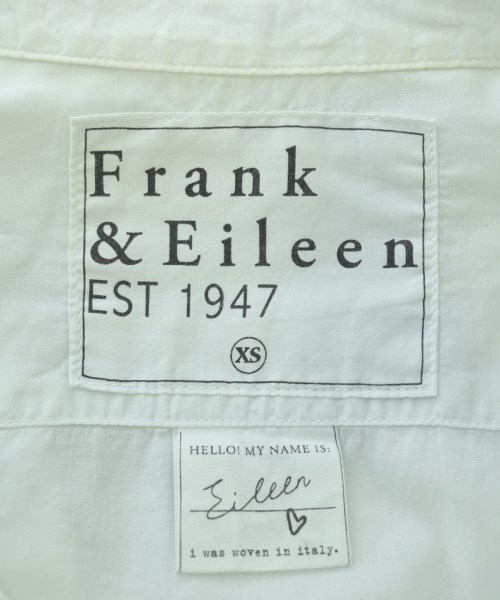 Frank
& Eileen
EST 1947
XS
HELLO! MY NAME IS:
Eileen
i was woven in italy.